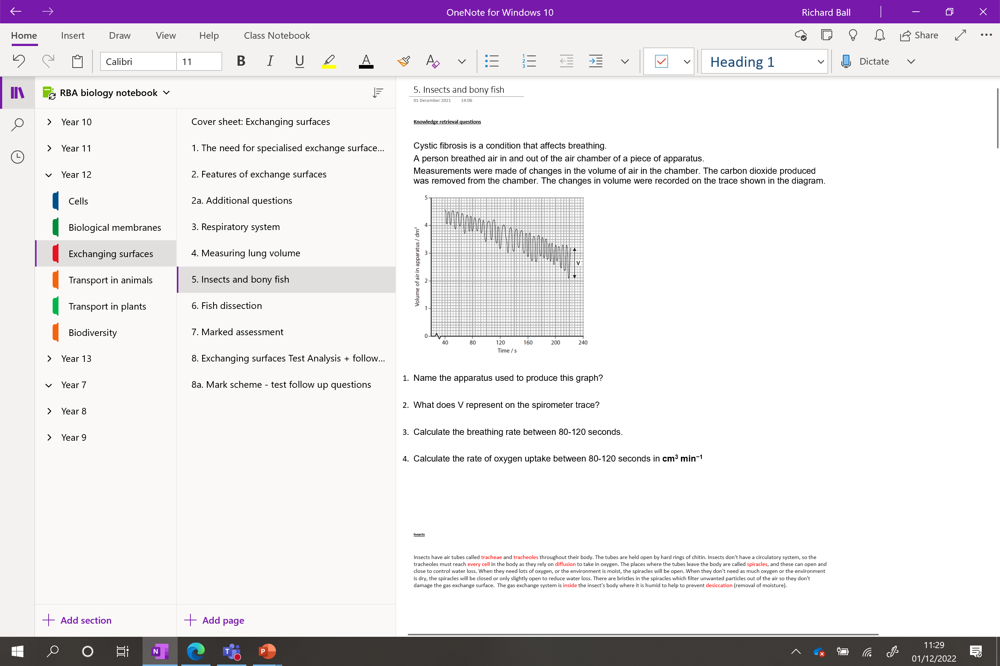 OneNote for Windows 10
Richard Ball
Home Insert Draw View Help Class Notebook
Share
Calibri 11 B I U A A Heading 1 Dictate
RBA biology notebook
Year 10
Year 11
Year 12
Cells
Biological membranes
Exchanging surfaces
Transport in animals
Transport in plants
Biodiversity
Year 13
Year 7
Year 8
Year 9
Add section
Cover sheet: Exchanging surfaces
1. The need for specialised exchange surface...
2. Features of exchange surfaces
2a. Additional questions
3. Respiratory system
4. Measuring lung volume
5. Insects and bony fish
6. Fish dissection
7. Marked assessment
8. Exchanging surfaces Test Analysis + follow...
8a. Mark scheme - test follow up questions
Add page
5. Insects and bony fish
01 December 2021 14:06
Knowledge retrieval questions
Cystic fibrosis is a condition that affects breathing.
A person breathed air in and out of the air chamber of a piece of apparatus.
Measurements were made of changes in the volume of air in the chamber. The carbon dioxide produced
was removed from the chamber. The changes in volume were recorded on the trace shown in the diagram.
Volume of air in apparatus / dm³
5
4
3
2
1
0
V
40 80 120 160 200 240
Time / s
1. Name the apparatus used to produce this graph?
2. What does V represent on the spirometer trace?
3. Calculate the breathing rate between 80-120 seconds.
4. Calculate the rate of oxygen uptake between 80-120 seconds in cm³ min⁻¹
Insects
Insects have air tubes called tracheae and tracheoles throughout their body. The tubes are held open by hard rings of chitin. Insects don't have a circulatory system, so the
tracheoles must reach every cell in the body as they rely on diffusion to take in oxygen. The places where the tubes leave the body are called spiracles, and these can open and
close to control water loss. When they need lots of oxygen, or the environment is moist, the spiracles will be open. When they don't need as much oxygen or the environment
is dry, the spiracles will be closed or only slightly open to reduce water loss. There are bristles in the spiracles which filter unwanted particles out of the air so they don't
damage the gas exchange surface. The gas exchange system is inside the insect's body where it is humid to help to prevent desiccation (removal of moisture).
N
T
P
11:29
01/12/2022